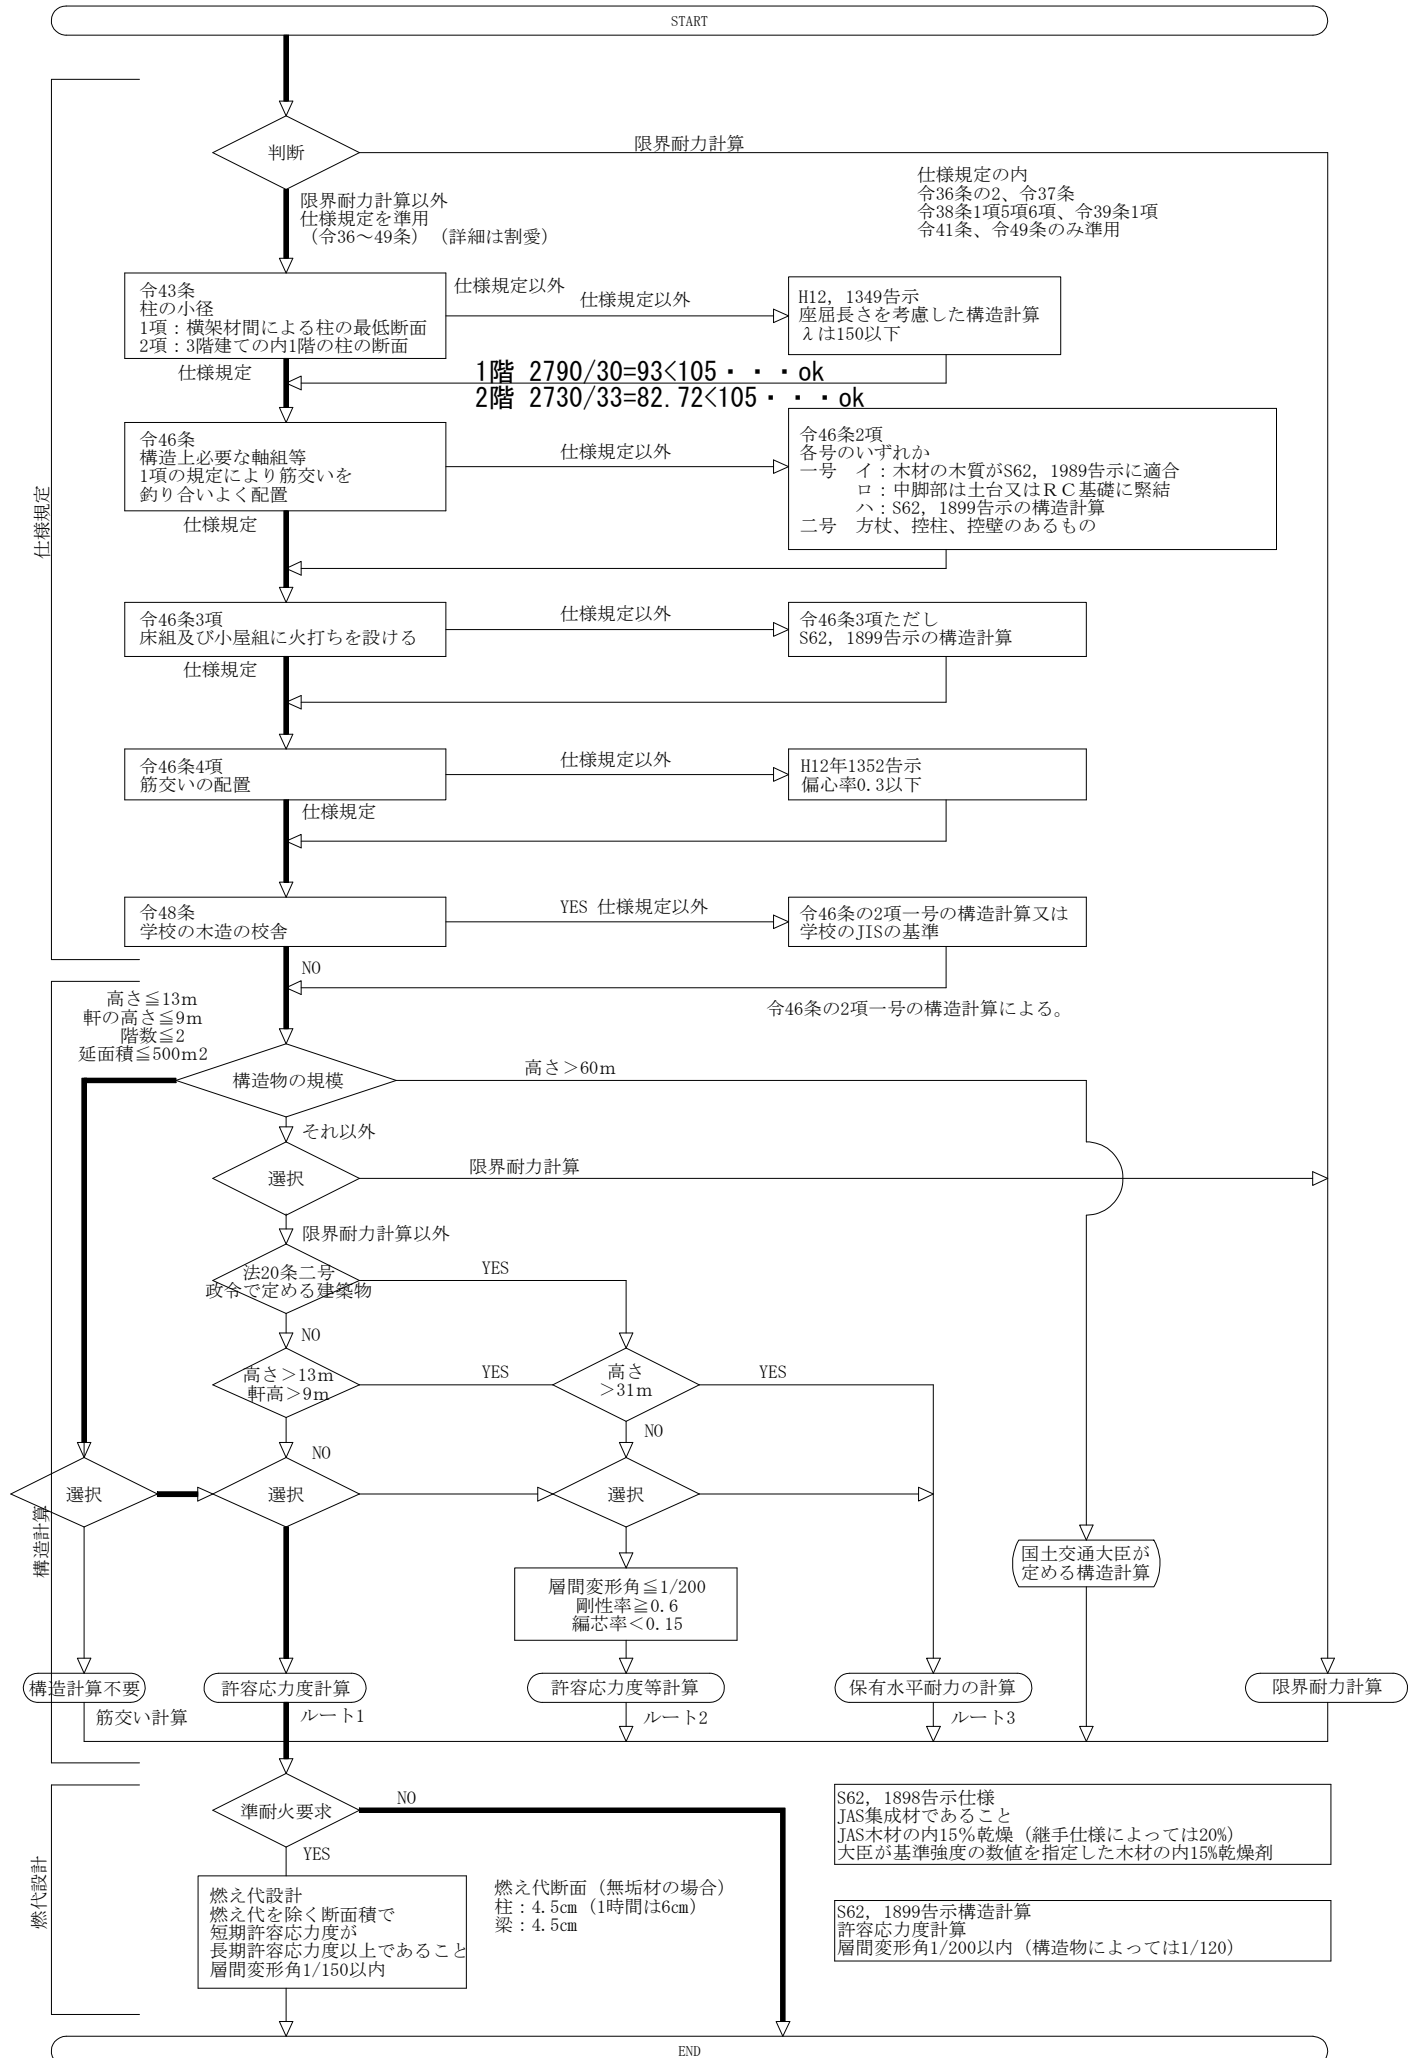 START
判断
限界耐力計算
限界耐力計算以外
仕様規定を準用
（令36～49条）（詳細は割愛）
仕様規定の内
令36条の2、令37条
令38条1項5項6項、令39条1項
令41条、令49条のみ準用
仕様規定
令43条
柱の小径
1項：横架材間による柱の最低断面
2項：3階建ての内1階の柱の断面
仕様規定以外
仕様規定以外
H12, 1349告示
座屈長さを考慮した構造計算
λは150以下
仕様規定
1階 2790/30=93<105・・・ok
2階 2730/33=82.72<105・・・ok
令46条
構造上必要な軸組等
1項の規定により筋交いを
釣り合いよく配置
仕様規定以外
令46条2項
各号のいずれか
一号　イ：木材の木質がS62, 1989告示に適合
ロ：中脚部は土台又はＲＣ基礎に緊結
ハ：S62, 1899告示の構造計算
二号　方杖、控柱、控壁のあるもの
仕様規定
令46条3項
床組及び小屋組に火打ちを設ける
仕様規定以外
令46条3項ただし
S62, 1899告示の構造計算
仕様規定
令46条4項
筋交いの配置
仕様規定以外
H12年1352告示
偏心率0.3以下
仕様規定
令48条
学校の木造の校舎
YES 仕様規定以外
令46条の2項一号の構造計算又は
学校のJISの基準
NO
令46条の2項一号の構造計算による。
構造計算
高さ≦13m
軒の高さ≦9m
階数≦2
延面積≦500m2
構造物の規模
高さ＞60m
それ以外
選択
限界耐力計算
限界耐力計算以外
法20条二号
政令で定める建築物
YES
NO
高さ＞13m
軒高＞9m
YES
高さ
＞31m
YES
NO
NO
選択
選択
選択
国土交通大臣が
定める構造計算
層間変形角≦1/200
剛性率≧0.6
編芯率＜0.15
構造計算不要
許容応力度計算
許容応力度等計算
保有水平耐力の計算
限界耐力計算
筋交い計算
ルート1
ルート2
ルート3
燃代設計
準耐火要求
NO
YES
燃え代設計
燃え代を除く断面積で
短期許容応力度が
長期許容応力度以上であること
層間変形角1/150以内
燃え代断面（無垢材の場合）
柱：4.5cm（1時間は6cm）
梁：4.5cm
S62, 1898告示仕様
JAS集成材であること
JAS木材の内15%乾燥（継手仕様によっては20%）
大臣が基準強度の数値を指定した木材の内15%乾燥剤
S62, 1899告示構造計算
許容応力度計算
層間変形角1/200以内（構造物によっては1/120）
END